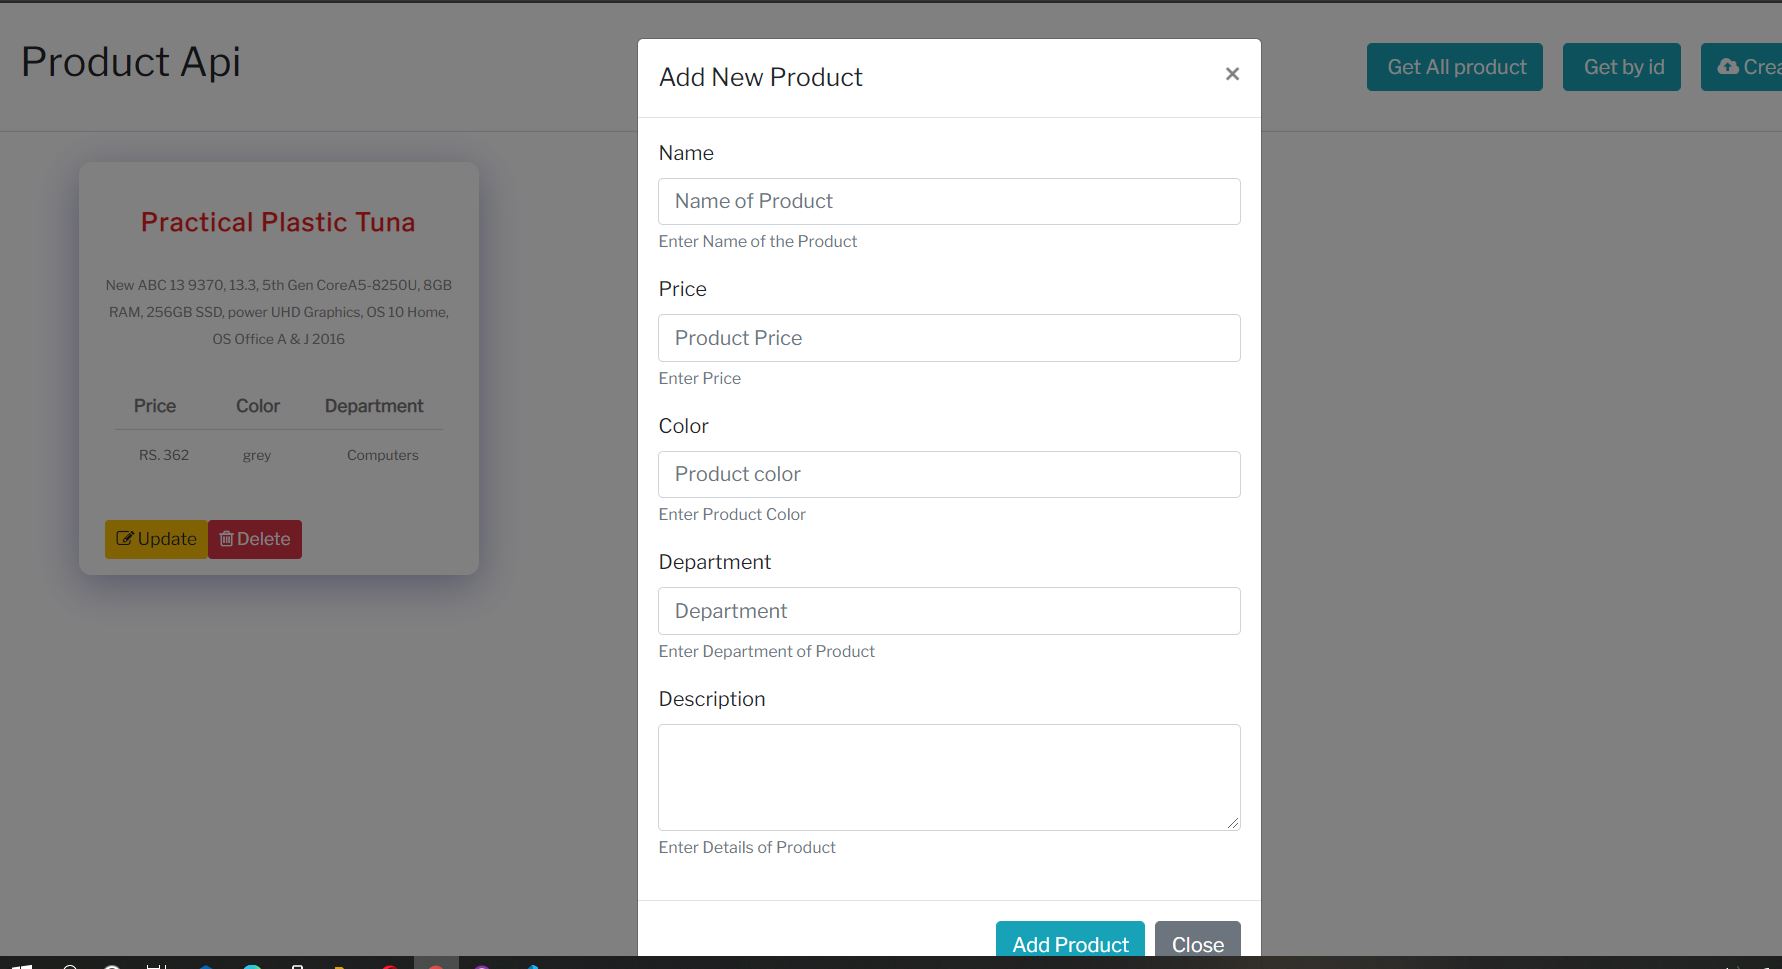 Product Api
Get All product
Get by id
Crea
Practical Plastic Tuna
New ABC 13 9370, 13.3, 5th Gen CoreA5-8250U, 8GB
RAM, 256GB SSD, power UHD Graphics, OS 10 Home,
OS Office A & J 2016
Price Color Department
RS. 362 grey Computers
Update Delete
Add New Product
×
Name
Name of Product
Enter Name of the Product
Price
Product Price
Enter Price
Color
Product color
Enter Product Color
Department
Department
Enter Department of Product
Description
Enter Details of Product
Add Product Close